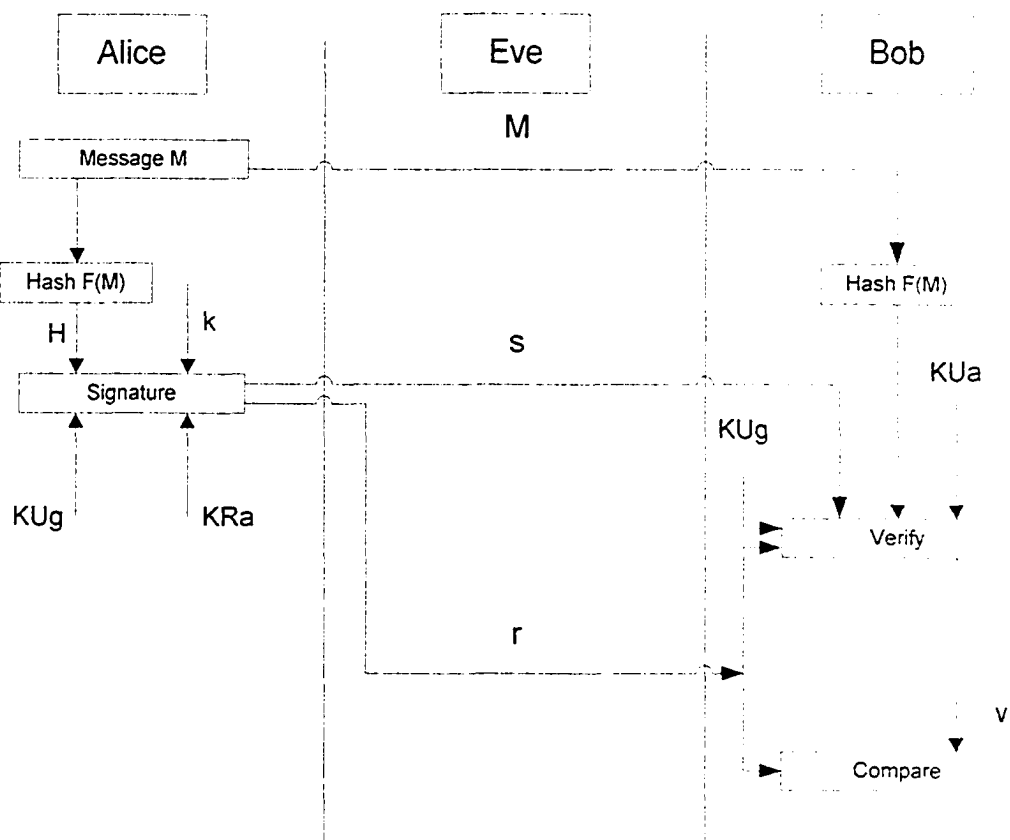 Alice
Eve
Bob
M
Message M
Hash F(M)
Hash F(M)
H
k
s
Signature
KUa
KUg
KUg
KRa
Verify
r
v
Compare